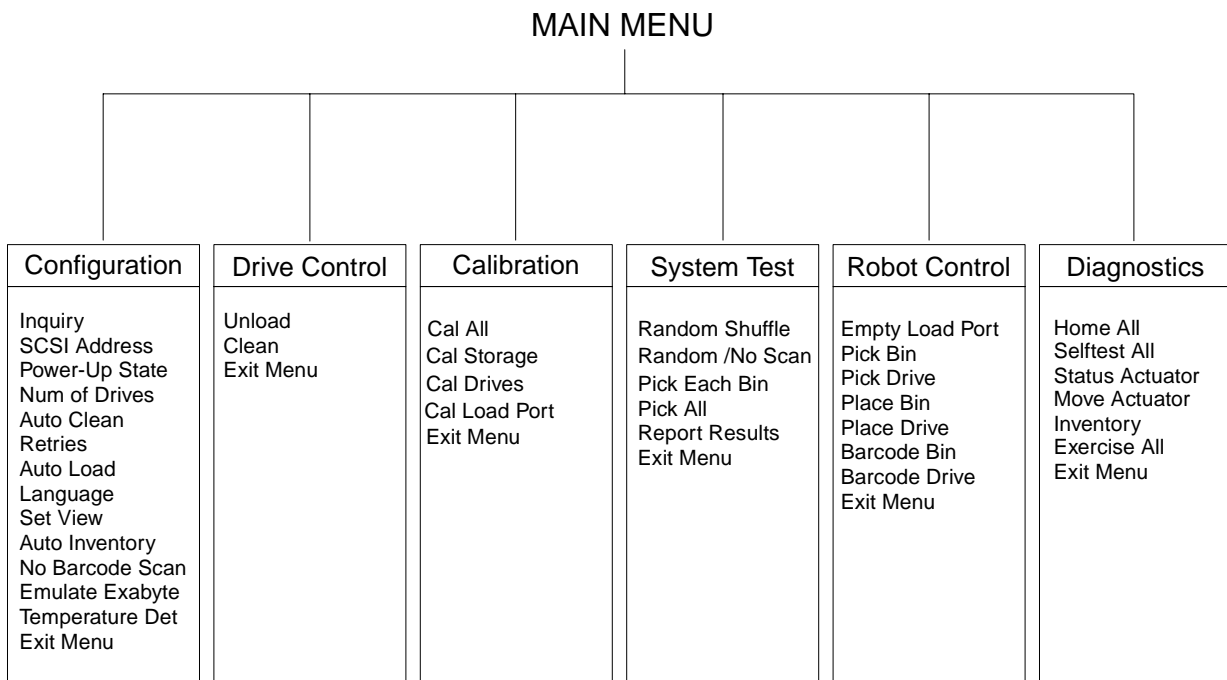 MAIN MENU
Configuration
Inquiry
SCSI Address
Power-Up State
Num of Drives
Auto Clean
Retries
Auto Load
Language
Set View
Auto Inventory
No Barcode Scan
Emulate Exabyte
Temperature Det
Exit Menu
Drive Control
Unload
Clean
Exit Menu
Calibration
Cal All
Cal Storage
Cal Drives
Cal Load Port
Exit Menu
System Test
Random Shuffle
Random /No Scan
Pick Each Bin
Pick All
Report Results
Exit Menu
Robot Control
Empty Load Port
Pick Bin
Pick Drive
Place Bin
Place Drive
Barcode Bin
Barcode Drive
Exit Menu
Diagnostics
Home All
Selftest All
Status Actuator
Move Actuator
Inventory
Exercise All
Exit Menu